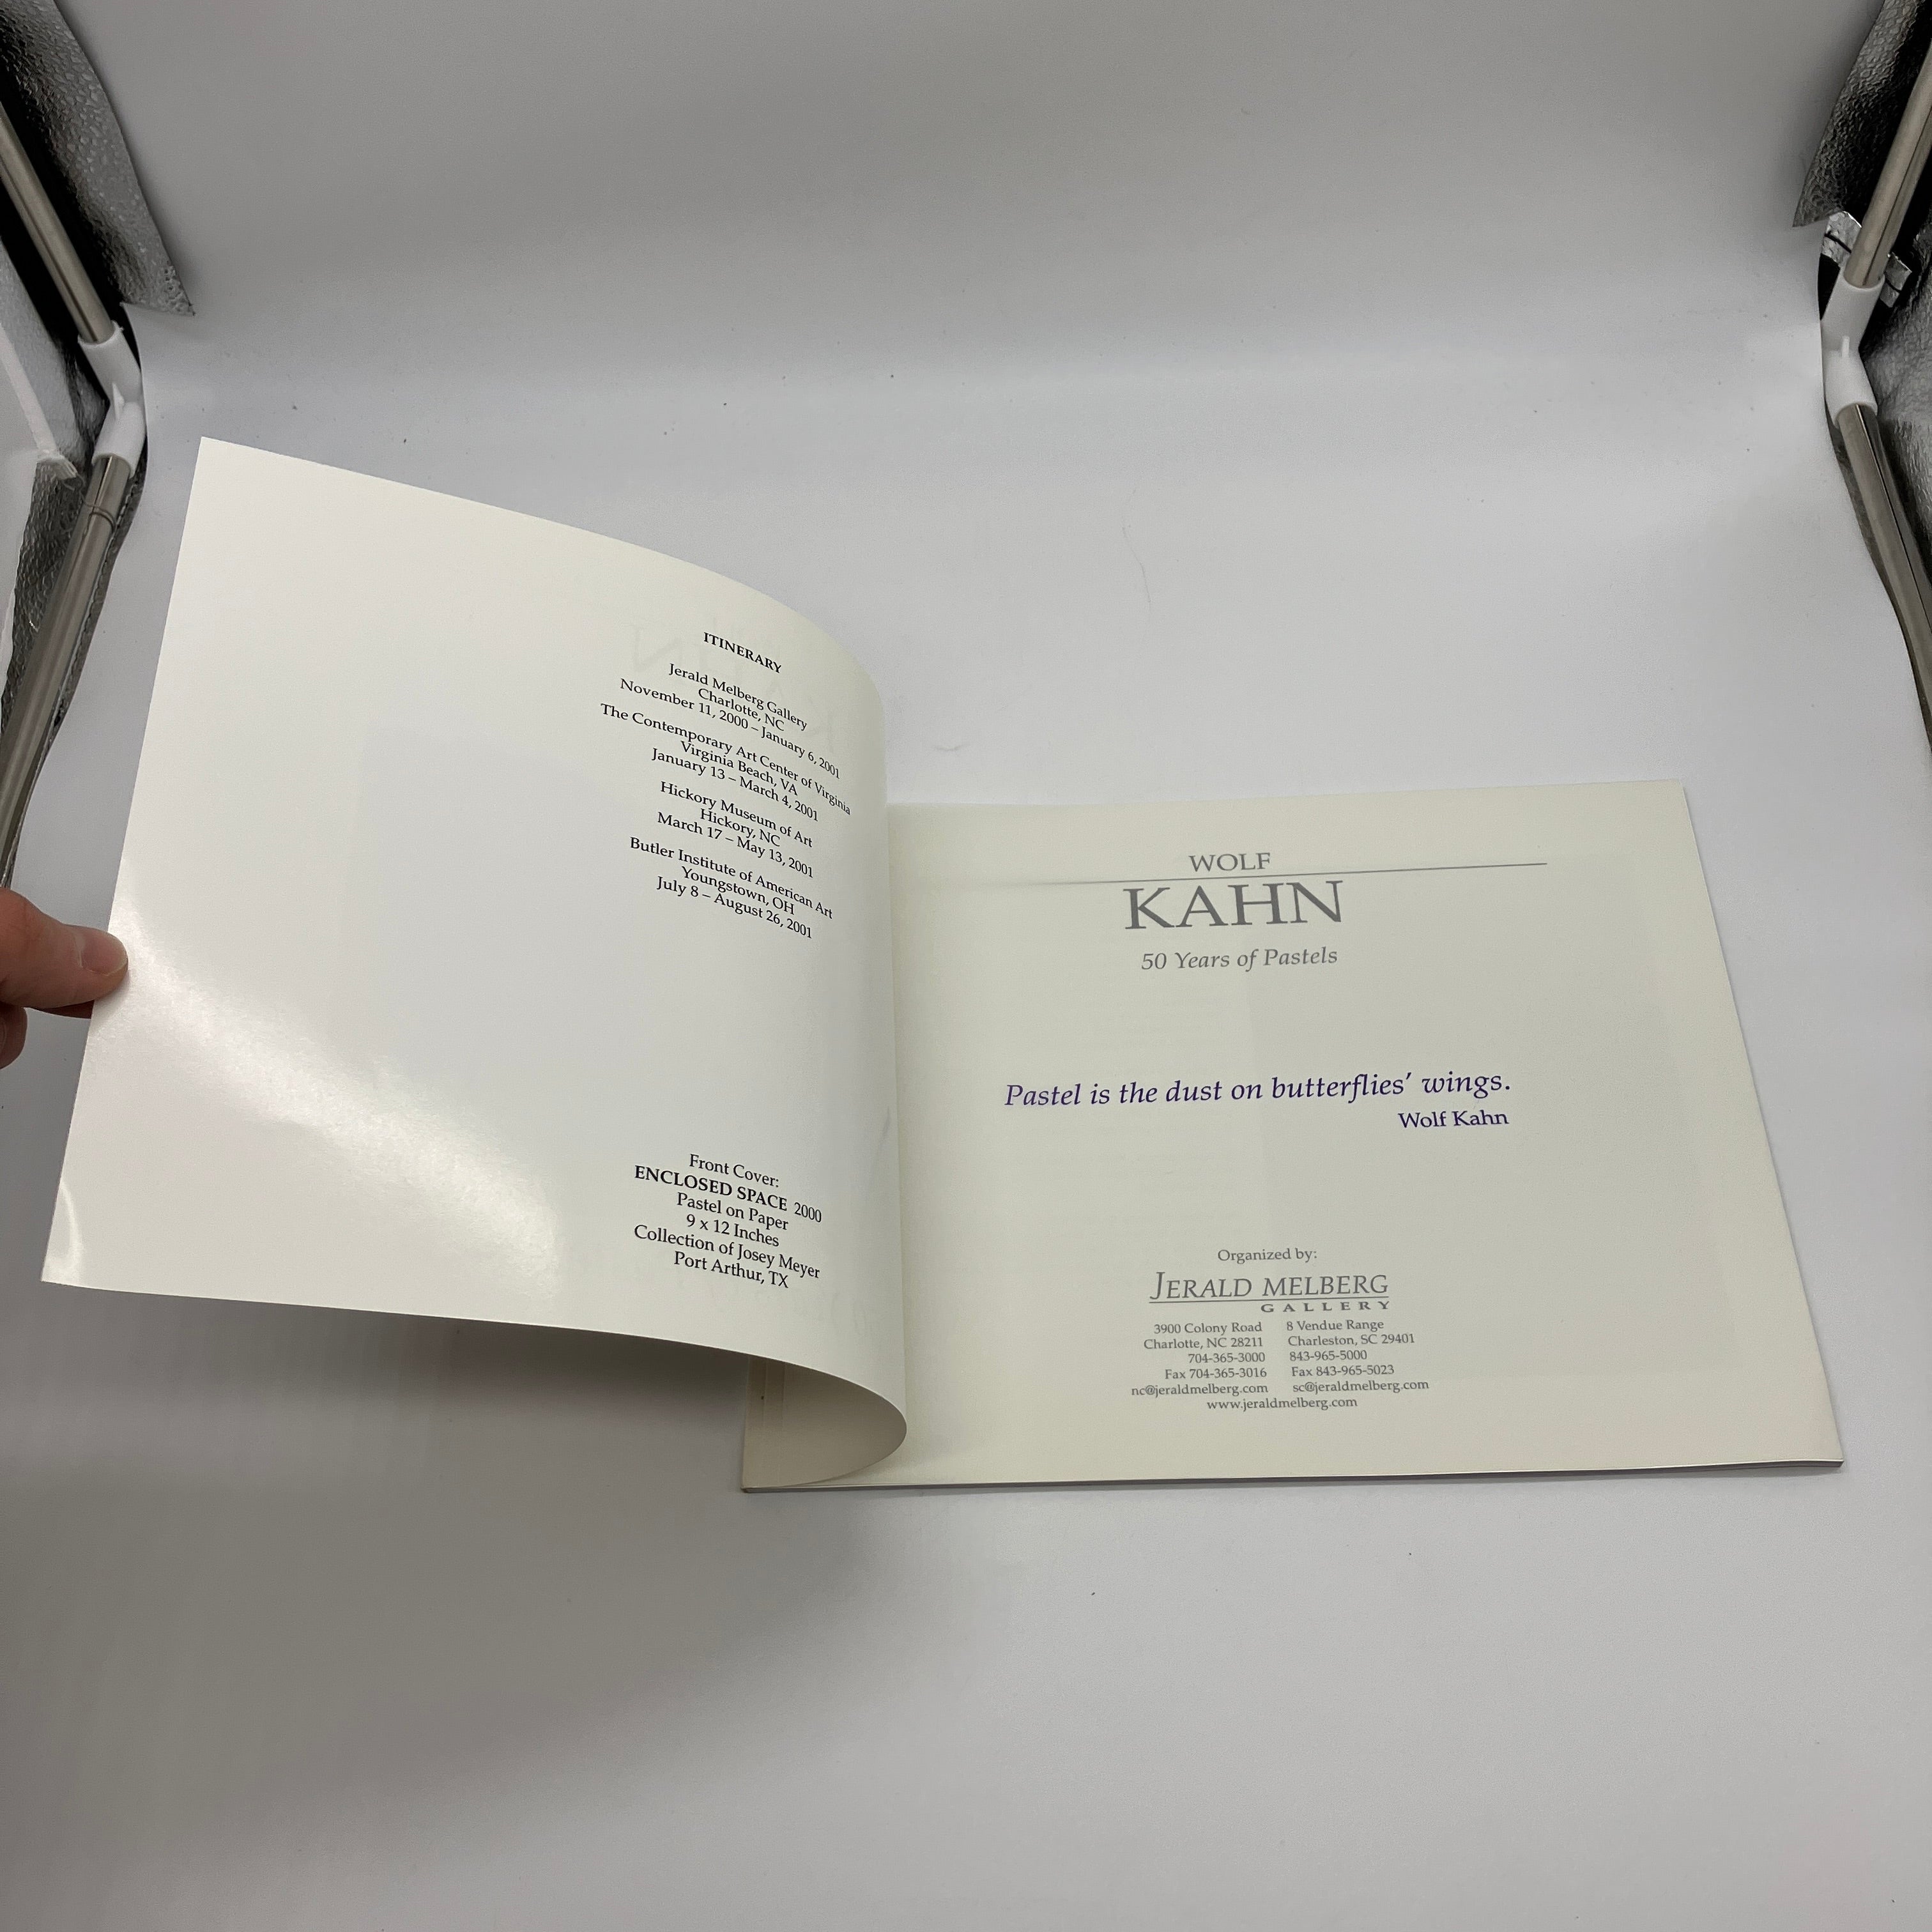 ITINERARY
Jerald Melberg Gallery
Charlotte, NC
November 11, 2000 – January 6, 2001
The Contemporary Art Center of Virginia
Virginia Beach, VA
January 13 – March 4, 2001
Hickory Museum of Art
Hickory, NC
March 17 – May 13, 2001
Butler Institute of American Art
Youngstown, OH
July 8 – August 26, 2001
Front Cover:
ENCLOSED SPACE 2000
Pastel on Paper
9 x 12 Inches
Collection of Josey Meyer
Port Arthur, TX
WOLF
KAHN
50 Years of Pastels
Pastel is the dust on butterflies’ wings.
Wolf Kahn
Organized by:
JERALD MELBERG
GALLERY
3900 Colony Road 8 Vendue Range
Charlotte, NC 28211 Charleston, SC 29401
704-365-3000 843-965-5000
Fax 704-365-3016 Fax 843-965-5023
nc@jeraldmelberg.com sc@jeraldmelberg.com
www.jeraldmelberg.com